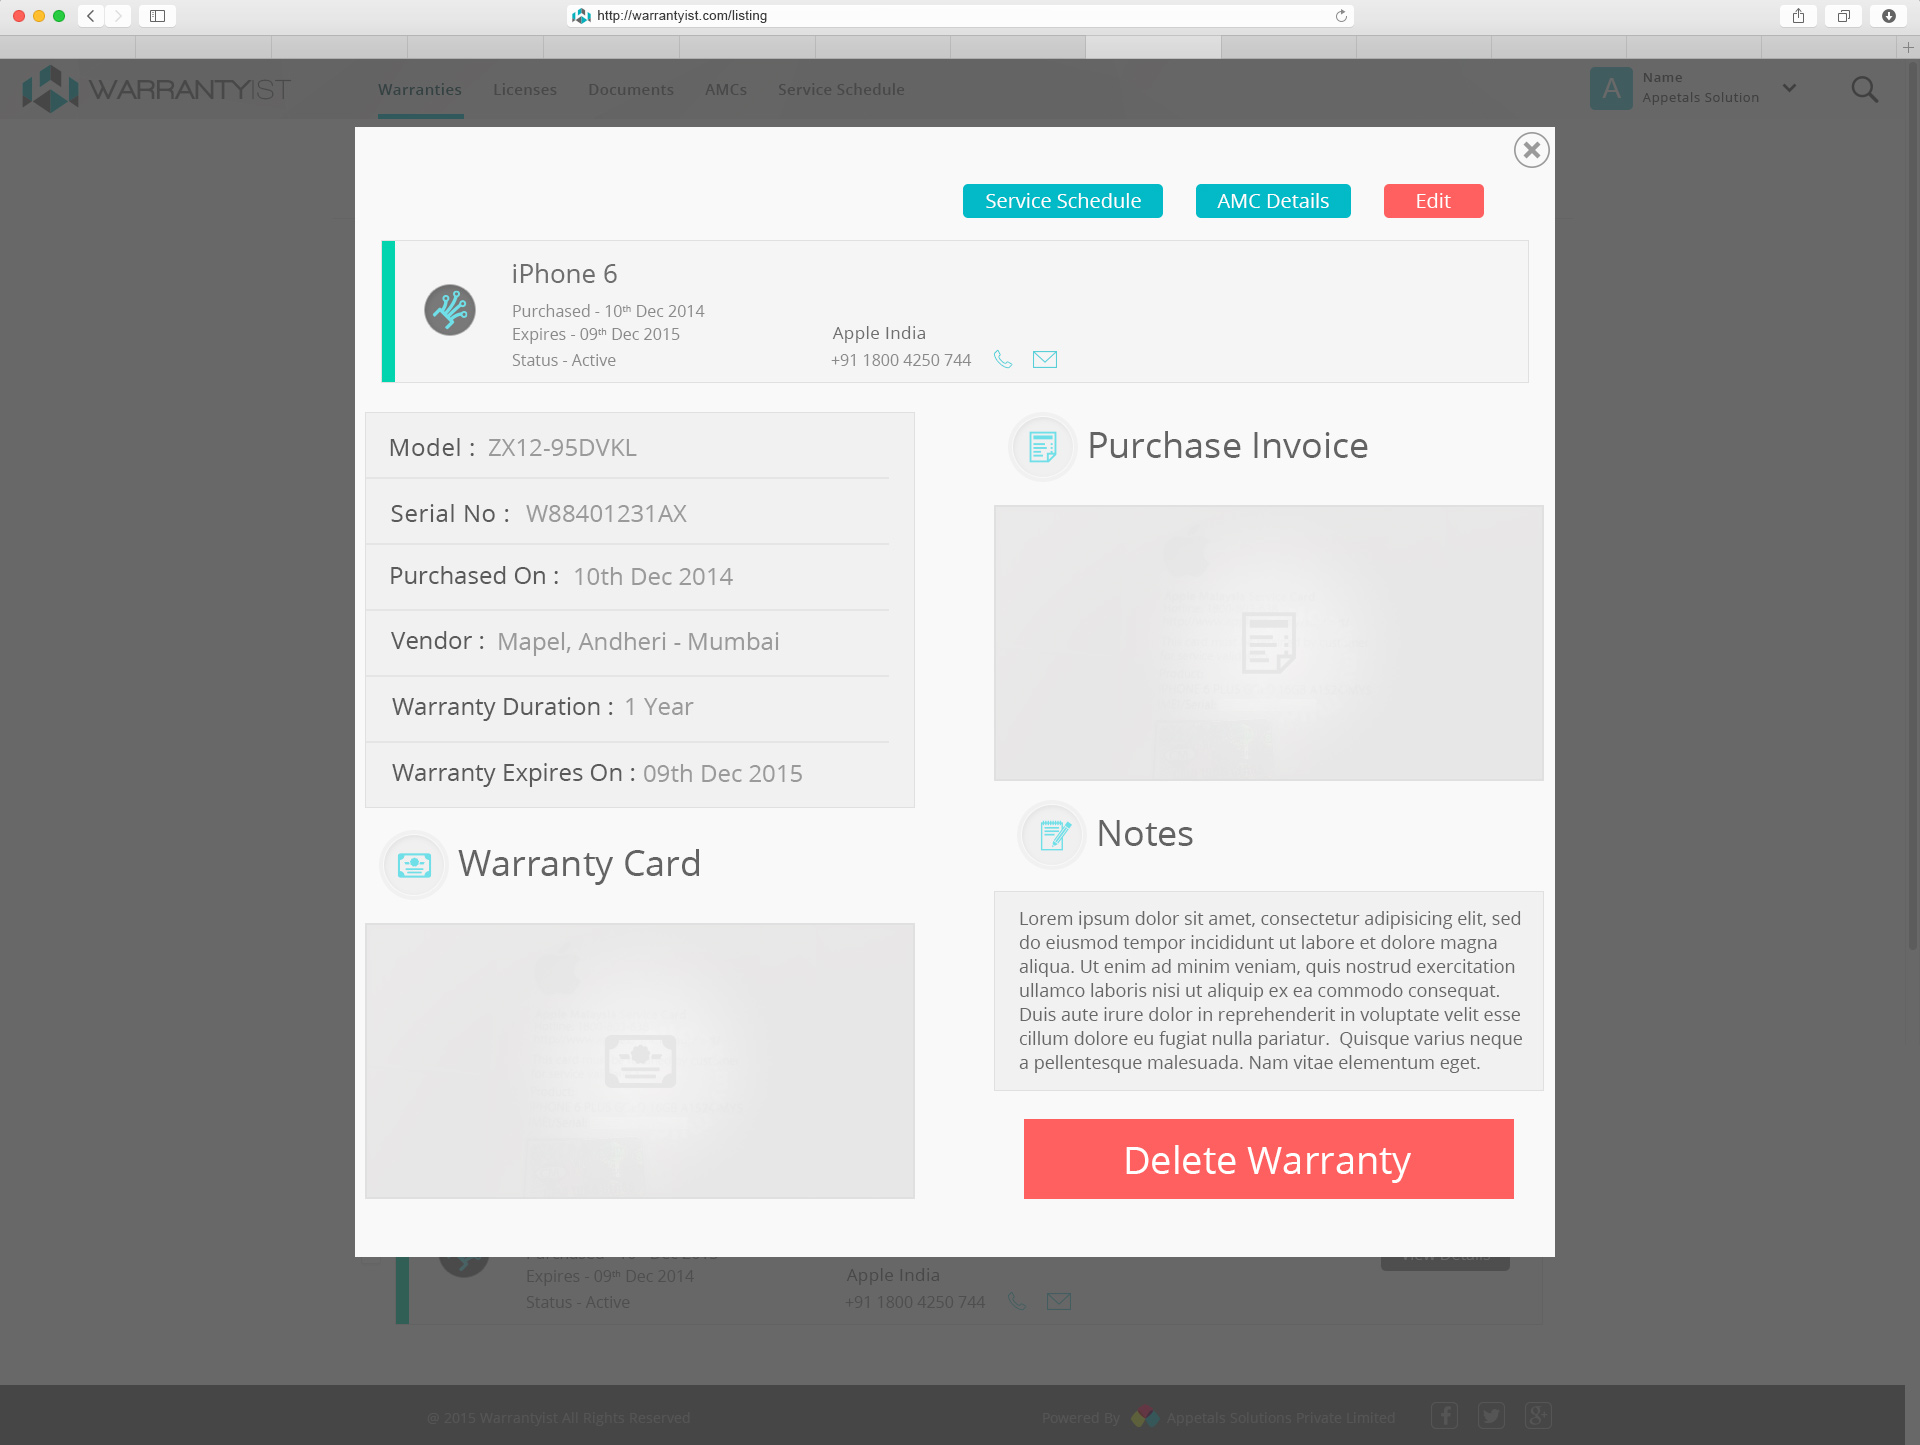 http://warrantyist.com/listing
WARRANTYIST
Warranties
Licenses
Documents
AMCs
Service Schedule
A
Name
Appetals Solution
Service Schedule
AMC Details
Edit
iPhone 6
Purchased - 10th Dec 2014
Expires - 09th Dec 2015
Status - Active
Apple India
+91 1800 4250 744
Model : ZX12-95DVKL
Serial No : W88401231AX
Purchased On : 10th Dec 2014
Vendor : Mapel, Andheri - Mumbai
Warranty Duration : 1 Year
Warranty Expires On : 09th Dec 2015
Warranty Card
Purchase Invoice
Notes
Lorem ipsum dolor sit amet, consectetur adipisicing elit, sed
do eiusmod tempor incididunt ut labore et dolore magna
aliqua. Ut enim ad minim veniam, quis nostrud exercitation
ullamco laboris nisi ut aliquip ex ea commodo consequat.
Duis aute irure dolor in reprehenderit in voluptate velit esse
cillum dolore eu fugiat nulla pariatur. Quisque varius neque
a pellentesque malesuada. Nam vitae elementum eget.
Delete Warranty
Expires - 09th Dec 2014
Status - Active
Apple India
+91 1800 4250 744
@ 2015 Warrantyist All Rights Reserved
Powered By
Appetals Solutions Private Limited